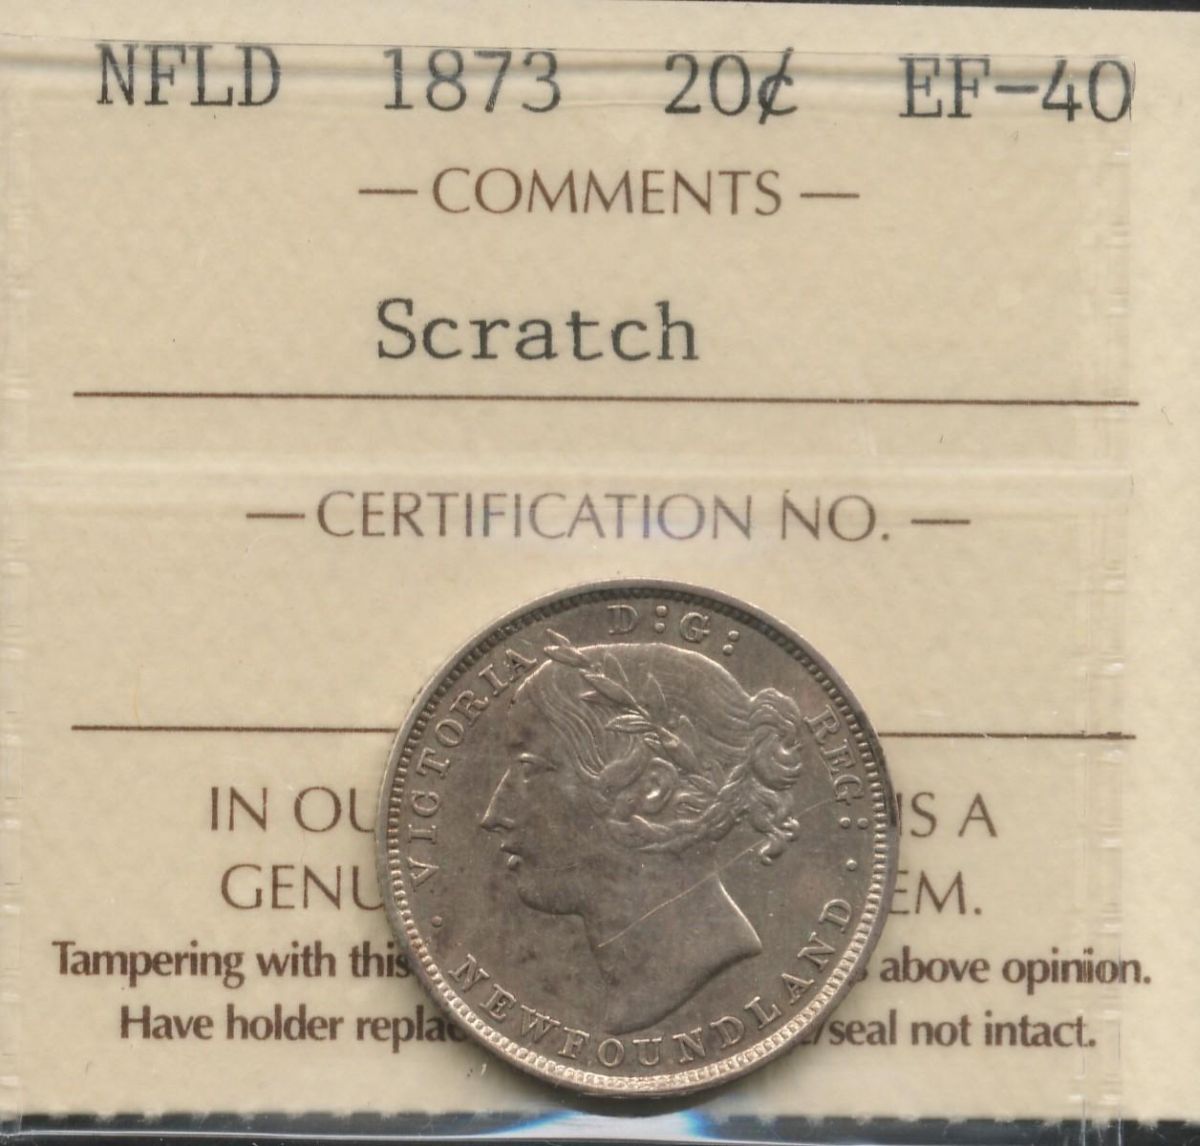 NFLD 1873 20¢ EF-40
— COMMENTS —
Scratch
— CERTIFICATION NO. —
IN OU IS A
GENU EM.
Tampering with this above opinion.
Have holder repla /seal not intact.
VICTORIA D:G: REG:
· NEWFOUNDLAND ·